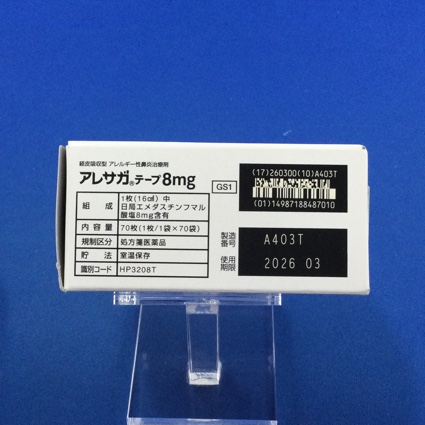 経皮吸収型 アレルギー性鼻炎治療剤
アレサガ®テープ8mg
組成 1枚(16c㎡)中
日局エメダスチンフマル
酸塩8mg含有
内容量 70枚(1枚/1袋×70袋)
規制区分 処方箋医薬品
貯法 室温保存
識別コード HP3208T
GS1
(17)260300(10)A403T
(01)14987188487010
製造番号 A403T
使用期限 2026 03